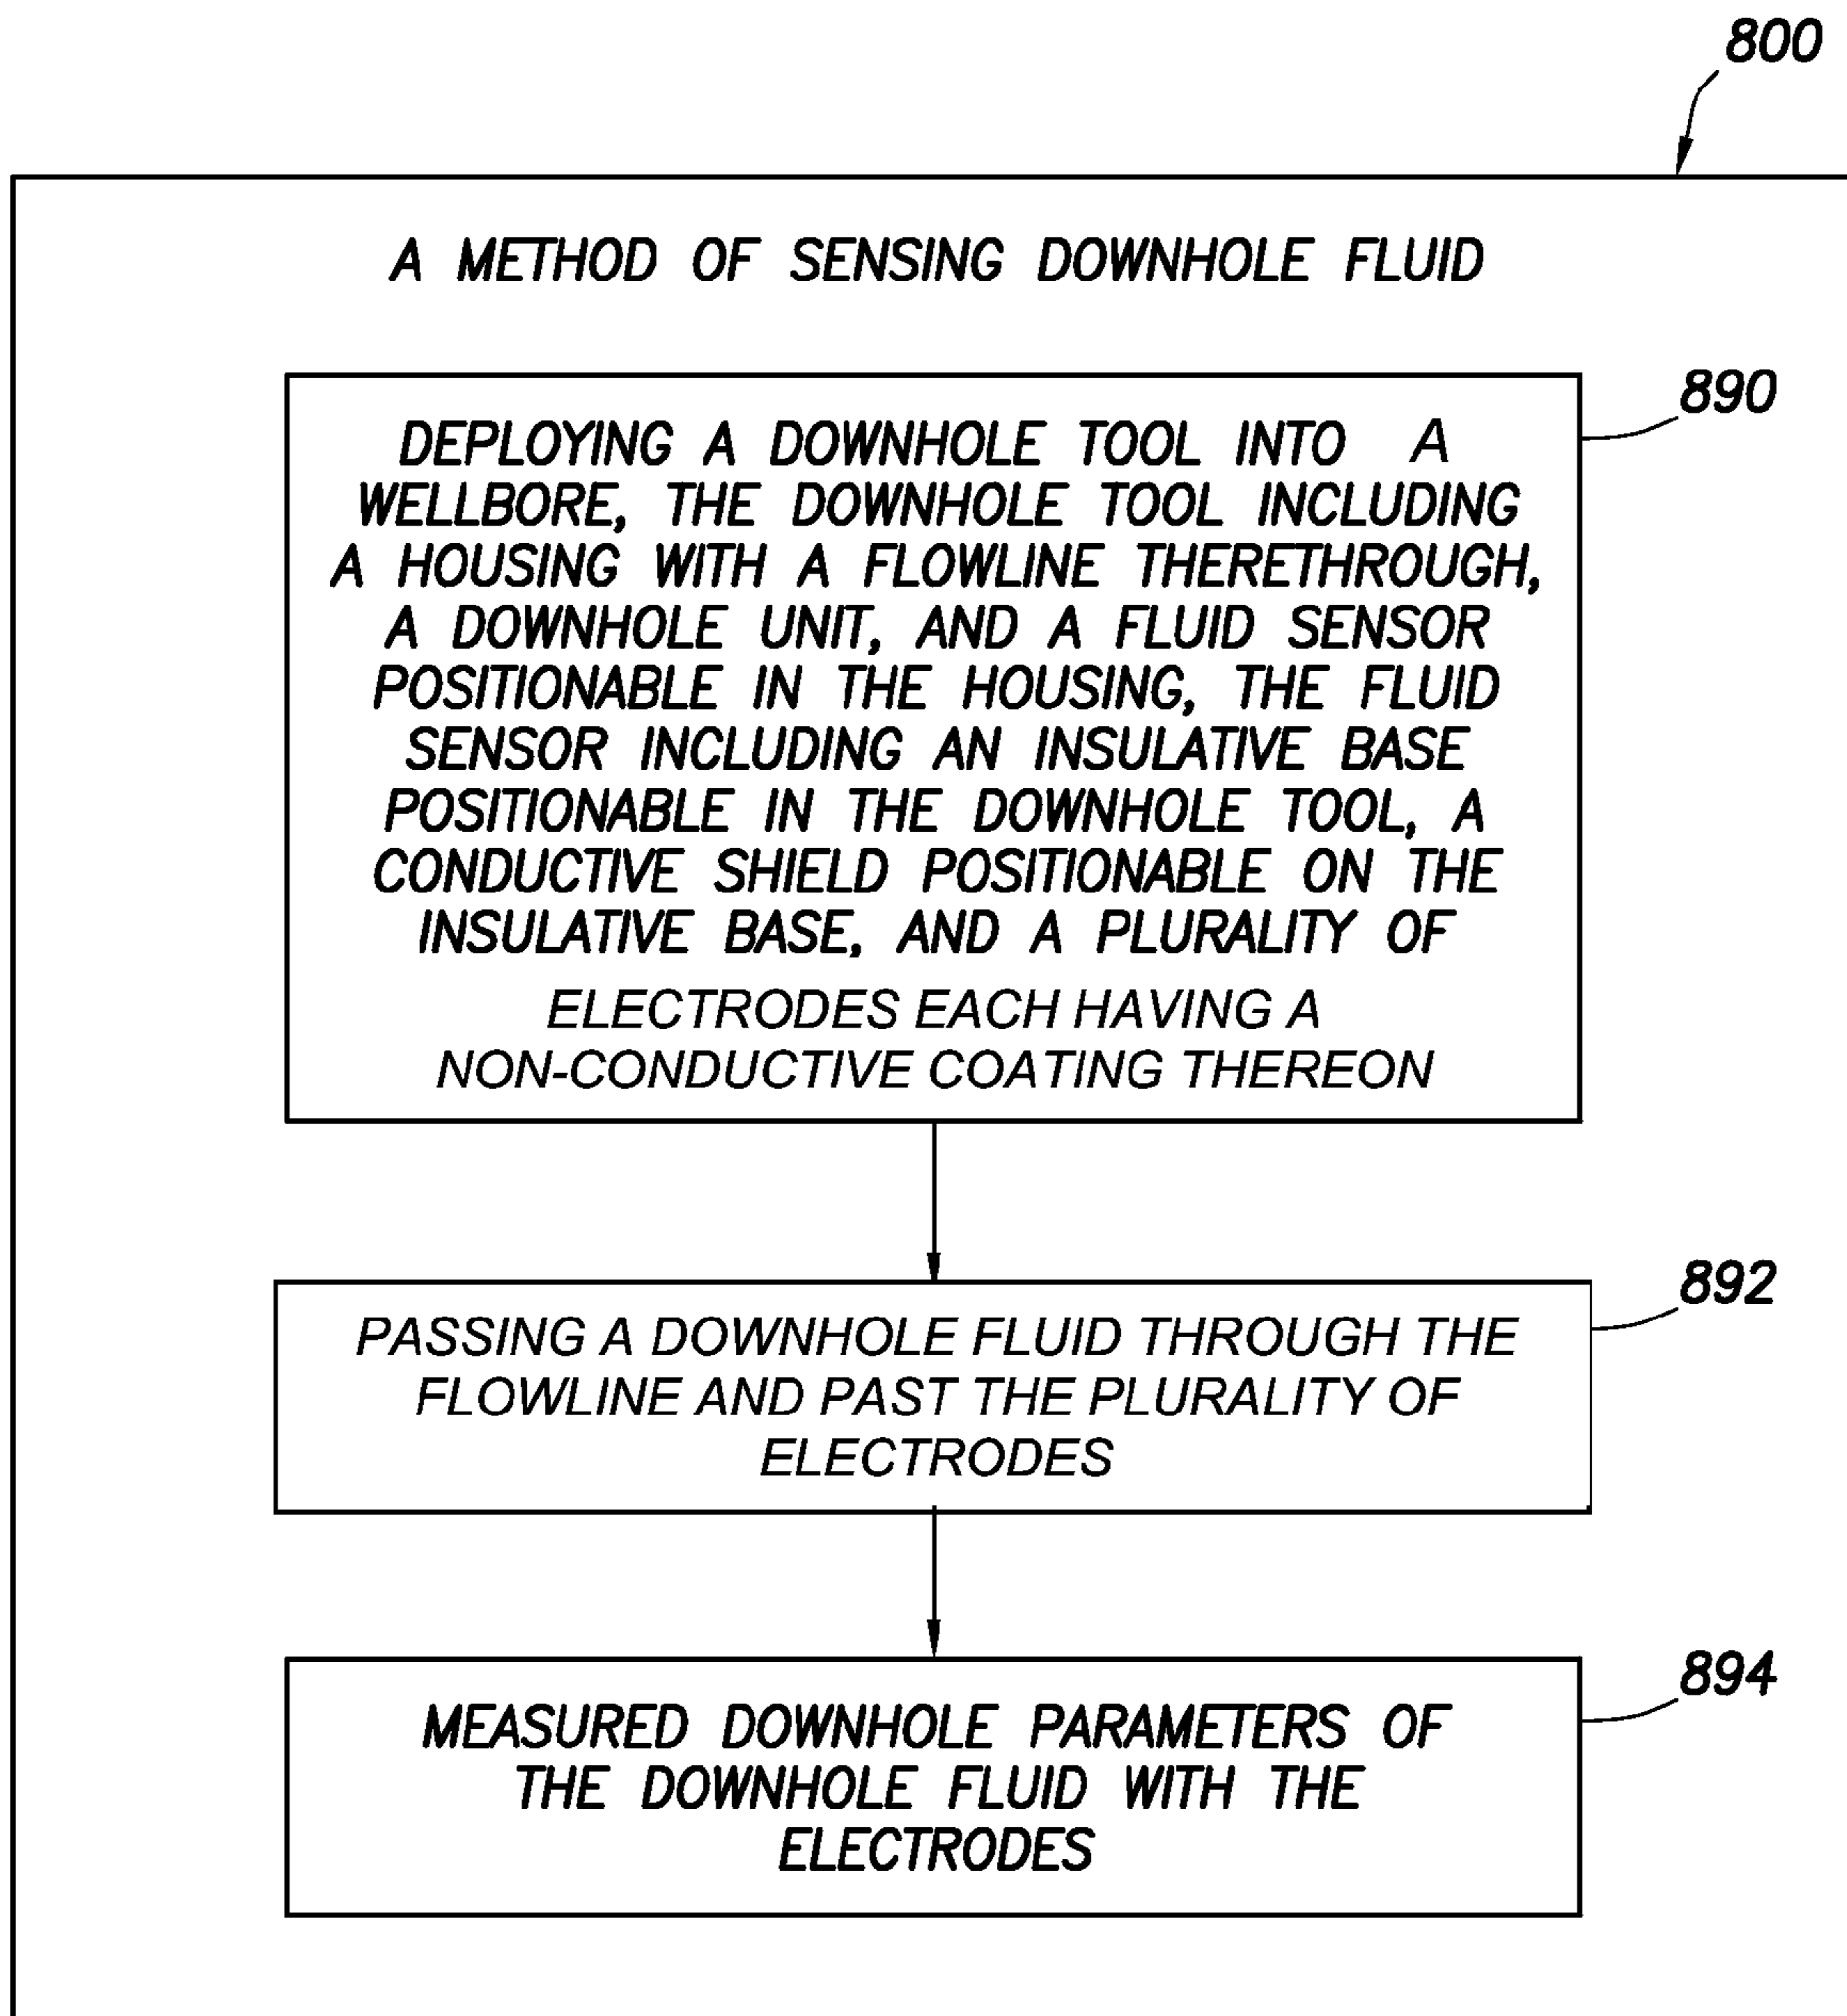 800
A METHOD OF SENSING DOWNHOLE FLUID
890
DEPLOYING A DOWNHOLE TOOL INTO A
WELLBORE, THE DOWNHOLE TOOL INCLUDING
A HOUSING WITH A FLOWLINE THERETHROUGH,
A DOWNHOLE UNIT, AND A FLUID SENSOR
POSITIONABLE IN THE HOUSING, THE FLUID
SENSOR INCLUDING AN INSULATIVE BASE
POSITIONABLE IN THE DOWNHOLE TOOL, A
CONDUCTIVE SHIELD POSITIONABLE ON THE
INSULATIVE BASE, AND A PLURALITY OF
ELECTRODES EACH HAVING A
NON-CONDUCTIVE COATING THEREON
892
PASSING A DOWNHOLE FLUID THROUGH THE
FLOWLINE AND PAST THE PLURALITY OF
ELECTRODES
894
MEASURED DOWNHOLE PARAMETERS OF
THE DOWNHOLE FLUID WITH THE
ELECTRODES